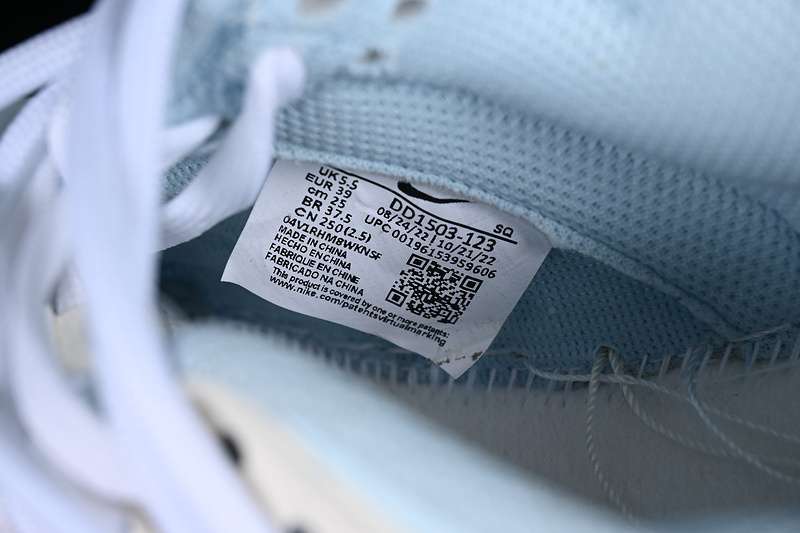 UK 5.5
EUR 39
cm 25
BR 37.5
CN 250 (2.5)
04V1RHM8WKNSF
MADE IN CHINA
HECHO EN CHINA
FABRIQUE EN CHINE
FABRICADO NA CHINA
This product is covered by one or more patents:
www.nike.com/patentsvirtualmarking
SQ
DD1503-123
08/24/22 10/21/22
UPC 00196153959606